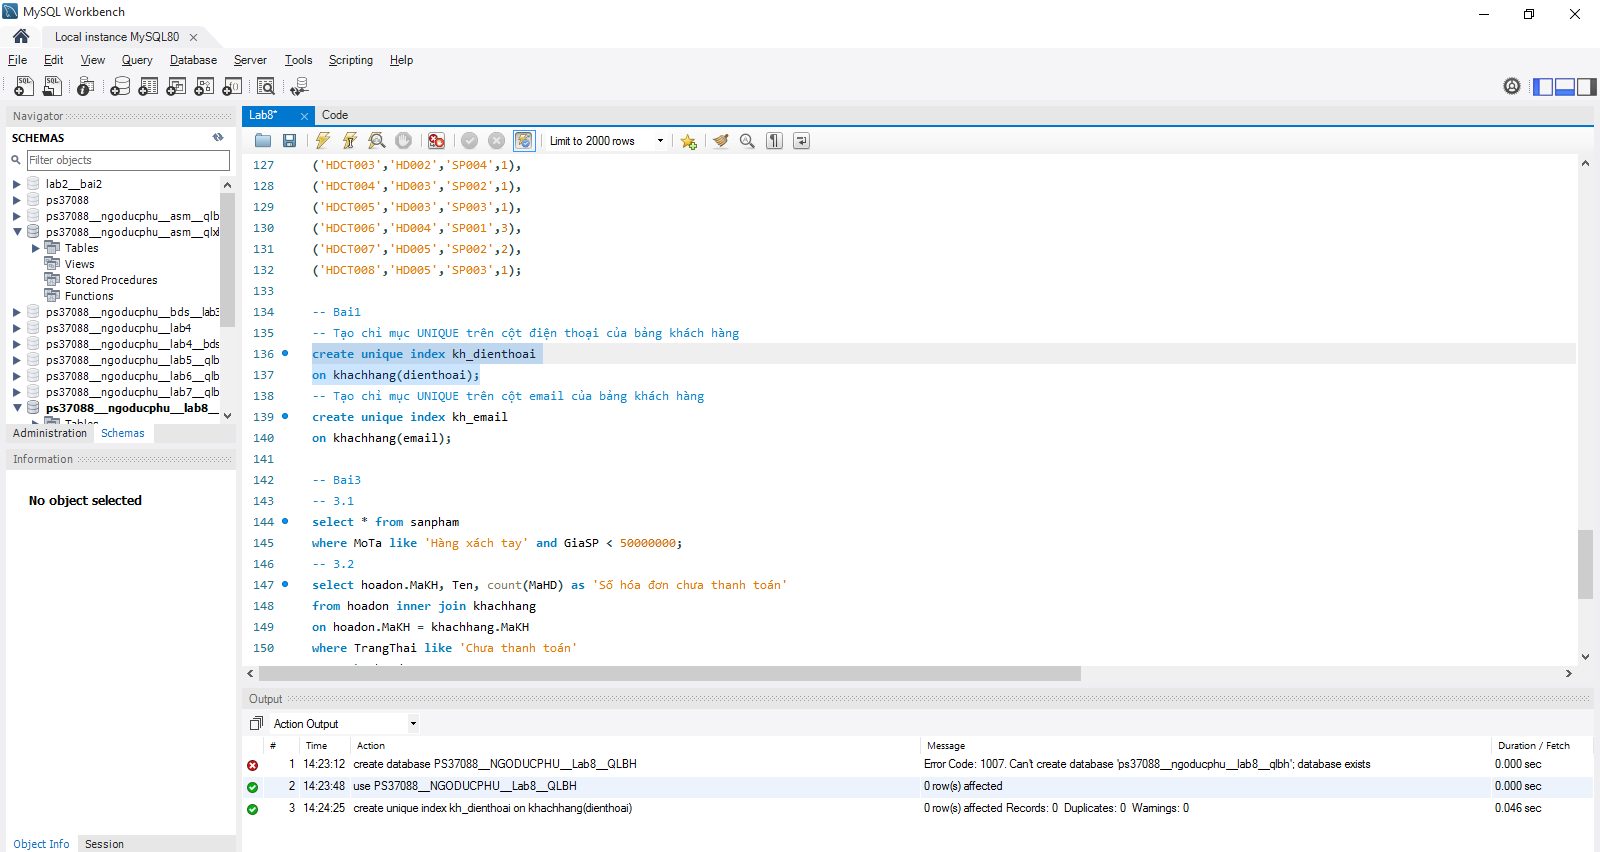 MySQL Workbench
Local instance MySQL80
File Edit View Query Database Server Tools Scripting Help
Navigator
SCHEMAS
Filter objects
lab2__bai2
ps37088
ps37088__ngoducphu__asm__qlb
ps37088__ngoducphu__asm__qlx
Tables
Views
Stored Procedures
Functions
ps37088__ngoducphu__bds__lab3
ps37088__ngoducphu__lab4
ps37088__ngoducphu__lab4__bds
ps37088__ngoducphu__lab5__qlb
ps37088__ngoducphu__lab6__qlb
ps37088__ngoducphu__lab7__qlb
ps37088__ngoducphu__lab8__
Tables
Administration Schemas
Information
No object selected
Object Info Session
Lab8* Code
Limit to 2000 rows
127 ('HDCT003','HD002','SP004',1),
128 ('HDCT004','HD003','SP002',1),
129 ('HDCT005','HD003','SP003',1),
130 ('HDCT006','HD004','SP001',3),
131 ('HDCT007','HD005','SP002',2),
132 ('HDCT008','HD005','SP003',1);
133
134 -- Bai1
135 -- Tạo chỉ mục UNIQUE trên cột điện thoại của bảng khách hàng
136 create unique index kh_dienthoai
137 on khachhang(dienthoai);
138 -- Tạo chỉ mục UNIQUE trên cột email của bảng khách hàng
139 create unique index kh_email
140 on khachhang(email);
141
142 -- Bai3
143 -- 3.1
144 select * from sanpham
145 where MoTa like 'Hàng xách tay' and GiaSP < 50000000;
146 -- 3.2
147 select hoadon.MaKH, Ten, count(MaHD) as 'Số hóa đơn chưa thanh toán'
148 from hoadon inner join khachhang
149 on hoadon.MaKH = khachhang.MaKH
150 where TrangThai like 'Chưa thanh toán'
Output
Action Output
# Time Action Message Duration / Fetch
1 14:23:12 create database PS37088__NGODUCPHU__Lab8__QLBH Error Code: 1007. Can't create database 'ps37088__ngoducphu__lab8__qlbh'; database exists 0.000 sec
2 14:23:48 use PS37088__NGODUCPHU__Lab8__QLBH 0 row(s) affected 0.000 sec
3 14:24:25 create unique index kh_dienthoai on khachhang(dienthoai) 0 row(s) affected Records: 0 Duplicates: 0 Warnings: 0 0.046 sec